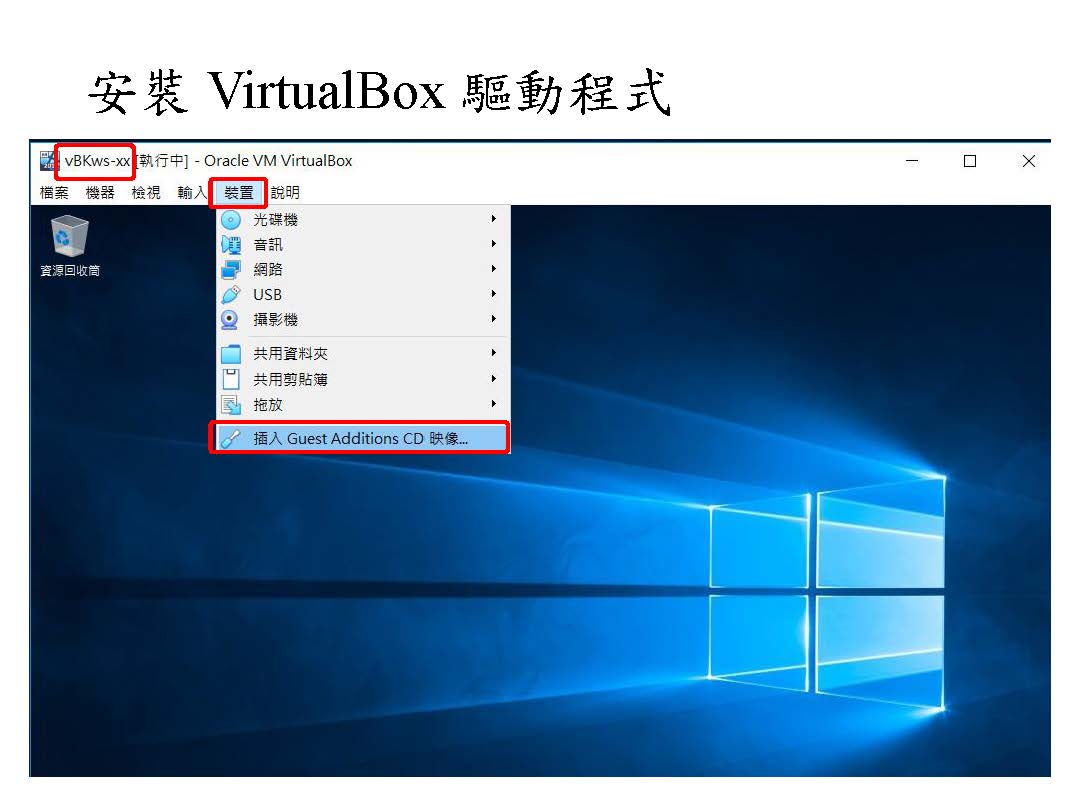 安裝 VirtualBox 驅動程式
vBKws-xx [執行中] - Oracle VM VirtualBox
檔案 機器 檢視 輸入 裝置 說明
光碟機
音訊
網路
USB
攝影機
共用資料夾
共用剪貼簿
拖放
插入 Guest Additions CD 映像...
資源回收筒